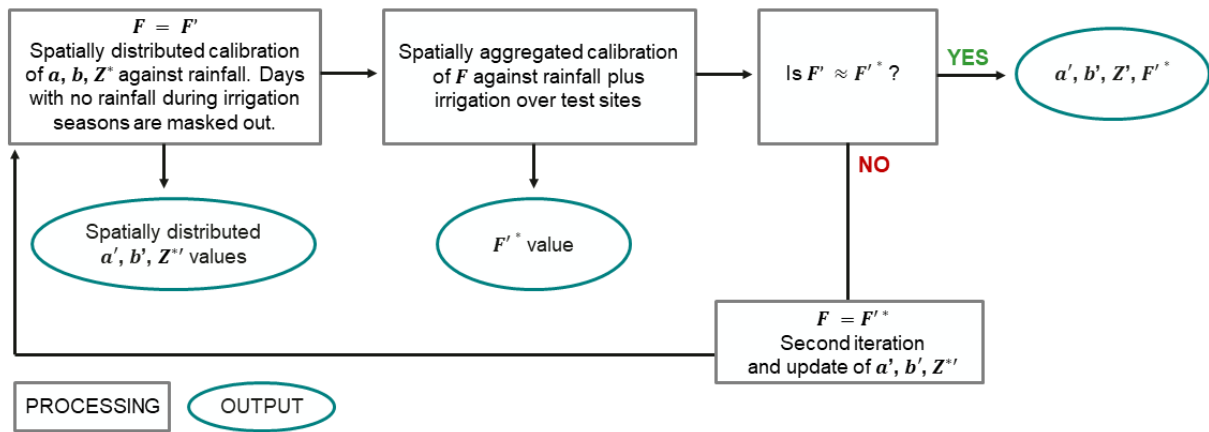 F = F'
Spatially distributed calibration
of a, b, Z* against rainfall. Days
with no rainfall during irrigation
seasons are masked out.
Spatially aggregated calibration
of F against rainfall plus
irrigation over test sites
Is F' ≈ F'* ?
YES
a', b', Z', F'*
NO
Spatially distributed
a', b', Z*' values
F'* value
F = F'*
Second iteration
and update of a', b', Z*'
PROCESSING
OUTPUT